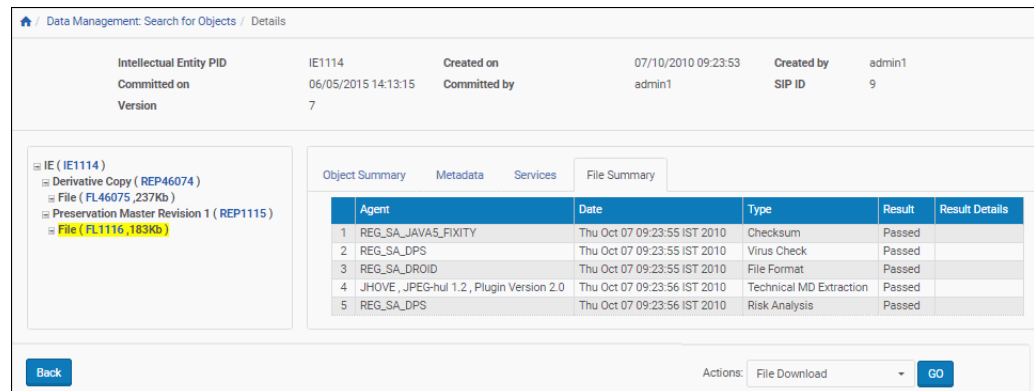 / Data Management: Search for Objects / Details
Intellectual Entity PID IE1114 Created on 07/10/2010 09:23:53 Created by admin1
Committed on 06/05/2015 14:13:15 Committed by admin1 SIP ID 9
Version 7
IE ( IE1114 )
Derivative Copy ( REP46074 )
File ( FL46075 ,237Kb )
Preservation Master Revision 1 ( REP1115 )
File ( FL1116 ,183Kb )
Object Summary Metadata Services File Summary
Agent Date Type Result Result Details
1 REG_SA_JAVA5_FIXITY Thu Oct 07 09:23:55 IST 2010 Checksum Passed
2 REG_SA_DPS Thu Oct 07 09:23:55 IST 2010 Virus Check Passed
3 REG_SA_DROID Thu Oct 07 09:23:55 IST 2010 File Format Passed
4 JHOVE , JPEG-hul 1.2 , Plugin Version 2.0 Thu Oct 07 09:23:56 IST 2010 Technical MD Extraction Passed
5 REG_SA_DPS Thu Oct 07 09:23:56 IST 2010 Risk Analysis Passed
Back Actions: File Download GO